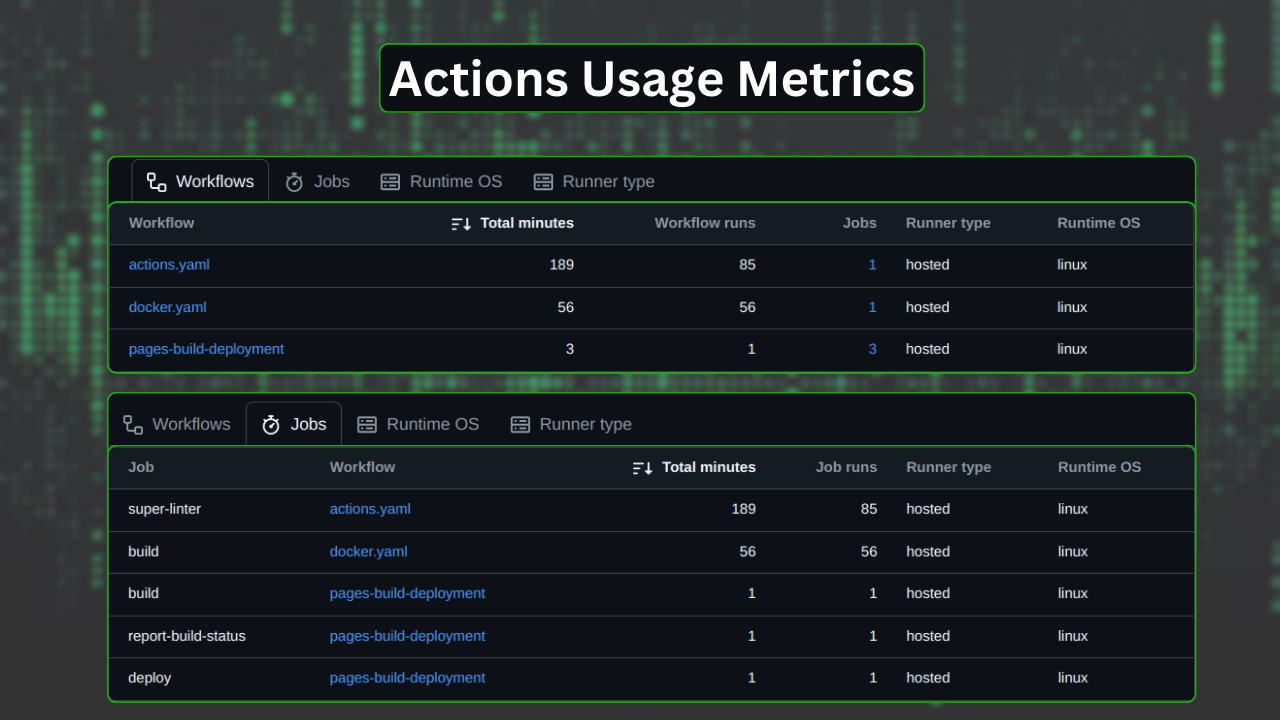 Actions Usage Metrics
Workflows Jobs Runtime OS Runner type
Workflow Total minutes Workflow runs Jobs Runner type Runtime OS
actions.yaml 189 85 1 hosted linux
docker.yaml 56 56 1 hosted linux
pages-build-deployment 3 1 3 hosted linux
Workflows Jobs Runtime OS Runner type
Job Workflow Total minutes Job runs Runner type Runtime OS
super-linter actions.yaml 189 85 hosted linux
build docker.yaml 56 56 hosted linux
build pages-build-deployment 1 1 hosted linux
report-build-status pages-build-deployment 1 1 hosted linux
deploy pages-build-deployment 1 1 hosted linux